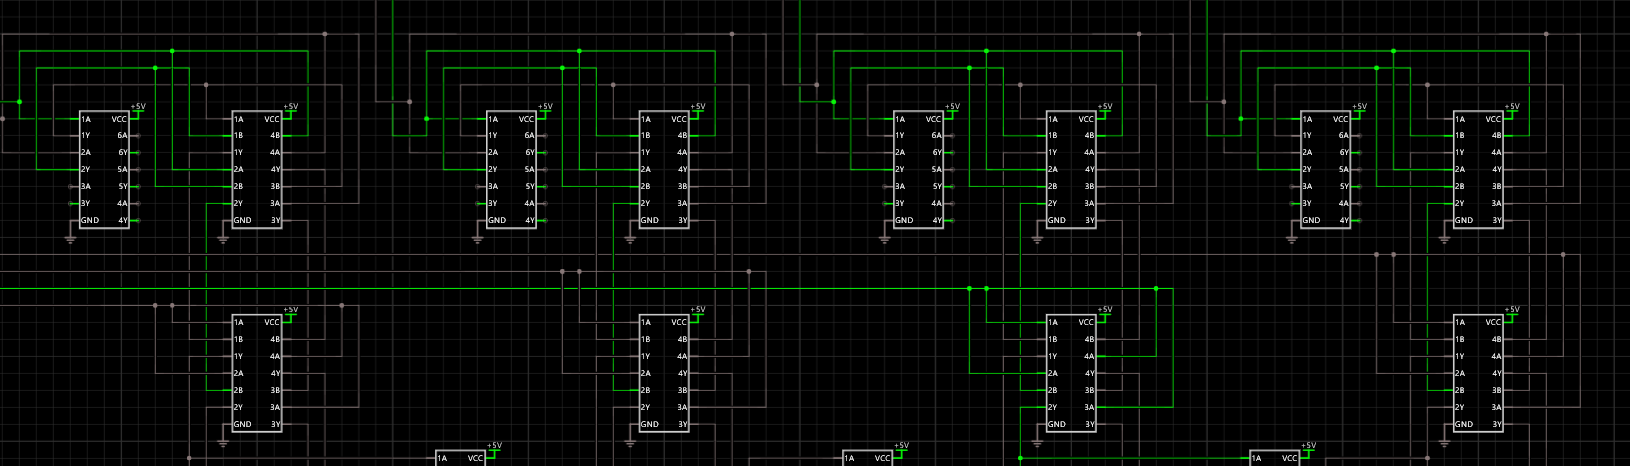 +5V +5V +5V +5V +5V +5V +5V +5V
1A VCC 1A VCC 1A VCC 1A VCC 1A VCC 1A VCC 1A VCC 1A VCC
1Y 6A 1B 4B 1Y 6A 1B 4B 1Y 6A 1B 4B 1Y 6A 1B 4B
2A 6Y 1Y 4A 2A 6Y 1Y 4A 2A 6Y 1Y 4A 2A 6Y 1Y 4A
2Y 5A 2A 4Y 2Y 5A 2A 4Y 2Y 5A 2A 4Y 2Y 5A 2A 4Y
3A 5Y 2B 3B 3A 5Y 2B 3B 3A 5Y 2B 3B 3A 5Y 2B 3B
3Y 4A 2Y 3A 3Y 4A 2Y 3A 3Y 4A 2Y 3A 3Y 4A 2Y 3A
GND 4Y GND 3Y GND 4Y GND 3Y GND 4Y GND 3Y GND 4Y GND 3Y
+5V +5V +5V +5V
1A VCC 1A VCC 1A VCC 1A VCC
1B 4B 1B 4B 1B 4B 1B 4B
1Y 4A 1Y 4A 1Y 4A 1Y 4A
2A 4Y 2A 4Y 2A 4Y 2A 4Y
2B 3B 2B 3B 2B 3B 2B 3B
2Y 3A 2Y 3A 2Y 3A 2Y 3A
GND 3Y GND 3Y GND 3Y GND 3Y
+5V +5V +5V
1A VCC 1A VCC 1A VCC